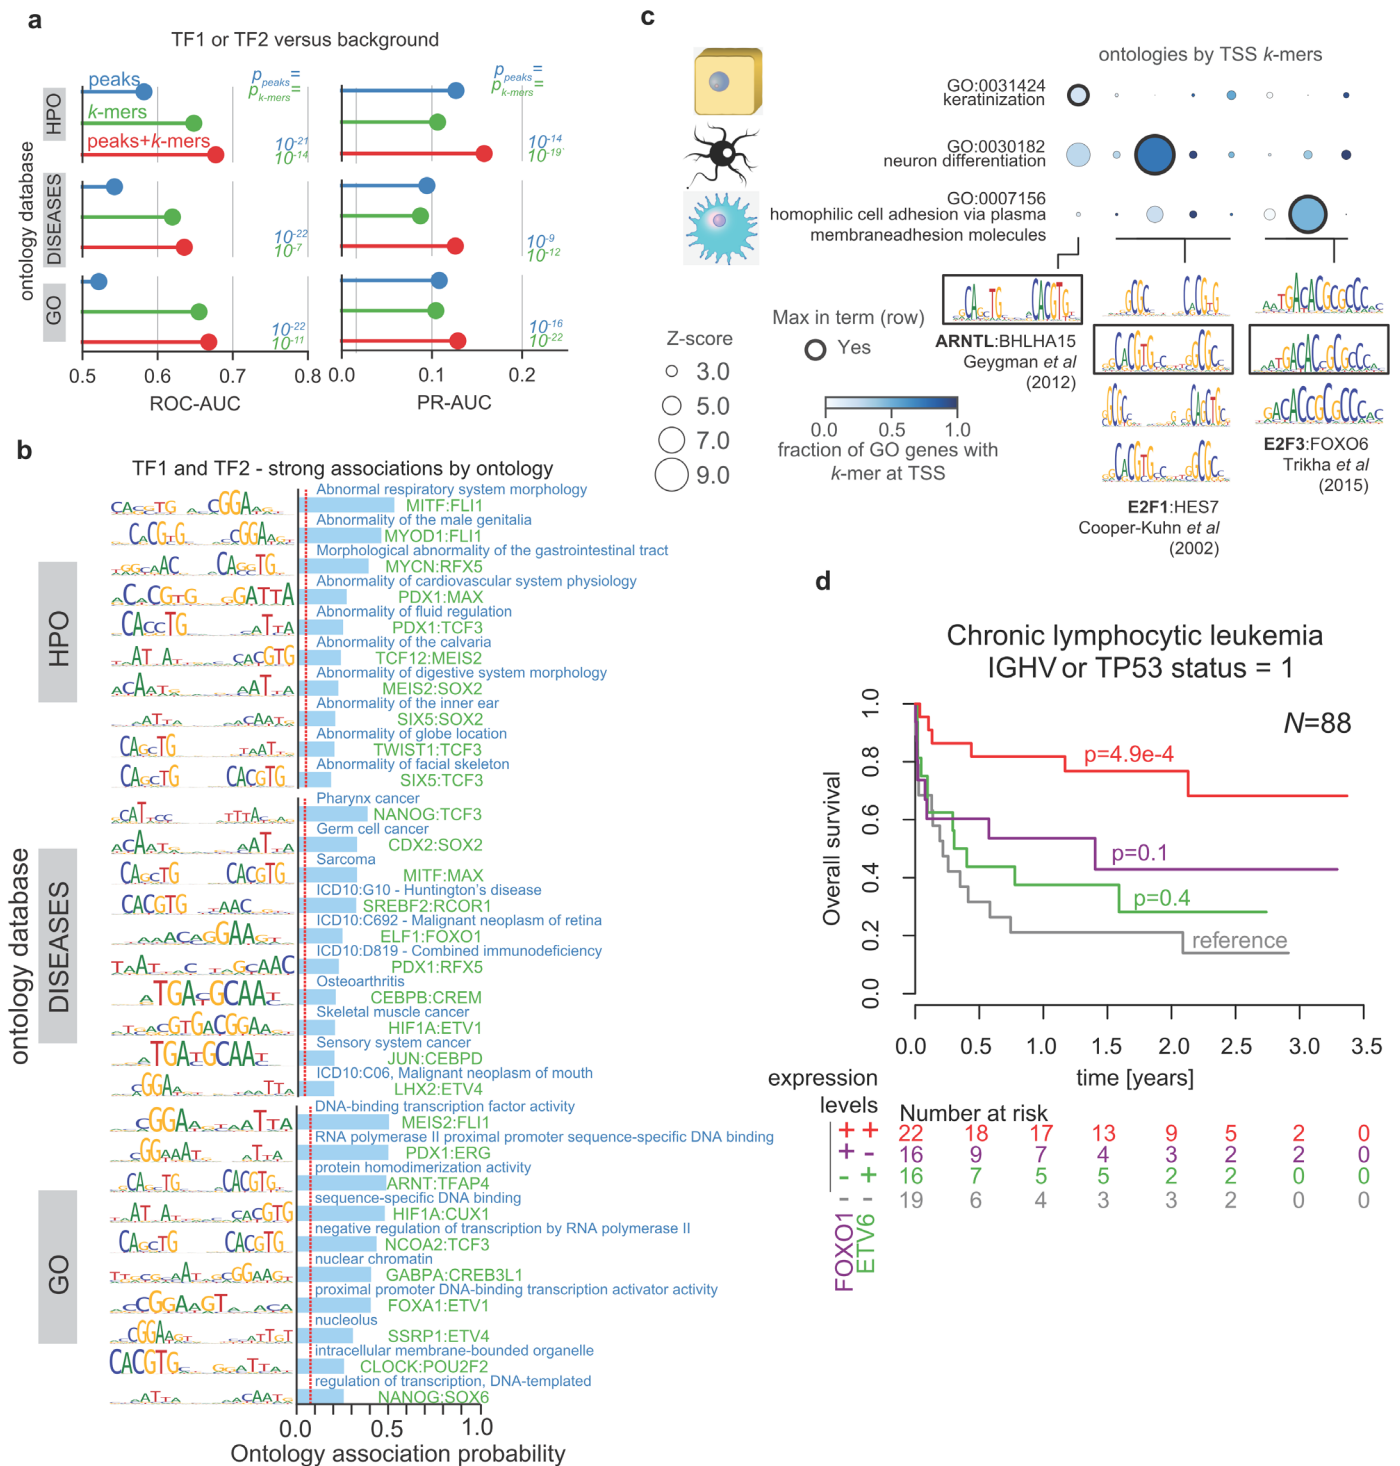 a
TF1 or TF2 versus background
ontology database
HPO
DISEASES
GO
peaks
k-mers
peaks+k-mers
p peaks =
p k-mers =
10-21
10-14
p peaks =
p k-mers =
10-14
10-19
10-22
10-7
10-9
10-12
10-22
10-11
10-16
10-22
0.5 0.6 0.7 0.8
0.0 0.1 0.2
ROC-AUC
PR-AUC
b
TF1 and TF2 - strong associations by ontology
ontology database
HPO
Abnormal respiratory system morphology
MITF:FLI1
Abnormality of the male genitalia
MYOD1:FLI1
Morphological abnormality of the gastrointestinal tract
MYCN:RFX5
Abnormality of cardiovascular system physiology
PDX1:MAX
Abnormality of fluid regulation
PDX1:TCF3
Abnormality of the calvaria
TCF12:MEIS2
Abnormality of digestive system morphology
MEIS2:SOX2
Abnormality of the inner ear
SIX5:SOX2
Abnormality of globe location
TWIST1:TCF3
Abnormality of facial skeleton
SIX5:TCF3
DISEASES
Pharynx cancer
NANOG:TCF3
Germ cell cancer
CDX2:SOX2
Sarcoma
MITF:MAX
ICD10:G10 - Huntington's disease
SREBF2:RCOR1
ICD10:C692 - Malignant neoplasm of retina
ELF1:FOXO1
ICD10:D819 - Combined immunodeficiency
PDX1:RFX5
Osteoarthritis
CEBPB:CREM
Skeletal muscle cancer
HIF1A:ETV1
Sensory system cancer
JUN:CEBPD
ICD10:C06, Malignant neoplasm of mouth
LHX2:ETV4
GO
DNA-binding transcription factor activity
MEIS2:FLI1
RNA polymerase II proximal promoter sequence-specific DNA binding
PDX1:ERG
protein homodimerization activity
ARNT:TFAP4
sequence-specific DNA binding
HIF1A:CUX1
negative regulation of transcription by RNA polymerase II
NCOA2:TCF3
nuclear chromatin
GABPA:CREB3L1
proximal promoter DNA-binding transcription activator activity
FOXA1:ETV1
nucleolus
SSRP1:ETV4
intracellular membrane-bounded organelle
CLOCK:POU2F2
regulation of transcription, DNA-templated
NANOG:SOX6
0.0 0.5 1.0
Ontology association probability
c
ontologies by TSS k-mers
GO:0031424
keratinization
GO:0030182
neuron differentiation
GO:0007156
homophilic cell adhesion via plasma
membraneadhesion molecules
Z-score
3.0
5.0
7.0
9.0
Max in term (row)
Yes
0.0 0.5 1.0
fraction of GO genes with
k-mer at TSS
ARNTL:BHLHA15
Geygman et al
(2012)
E2F1:HES7
Cooper-Kuhn et al
(2002)
E2F3:FOXO6
Trikha et al
(2015)
d
Chronic lymphocytic leukemia
IGHV or TP53 status = 1
N=88
Overall survival
0.0 0.2 0.4 0.6 0.8 1.0
p=4.9e-4
p=0.1
p=0.4
reference
0.0 0.5 1.0 1.5 2.0 2.5 3.0 3.5
time [years]
expression
levels
Number at risk
+ + 22 18 17 13 9 5 2 0
+ - 16 9 7 4 3 2 2 0
- + 16 7 5 5 2 2 0 0
- - 19 6 4 3 3 2 0 0
FOXO1
ETV6